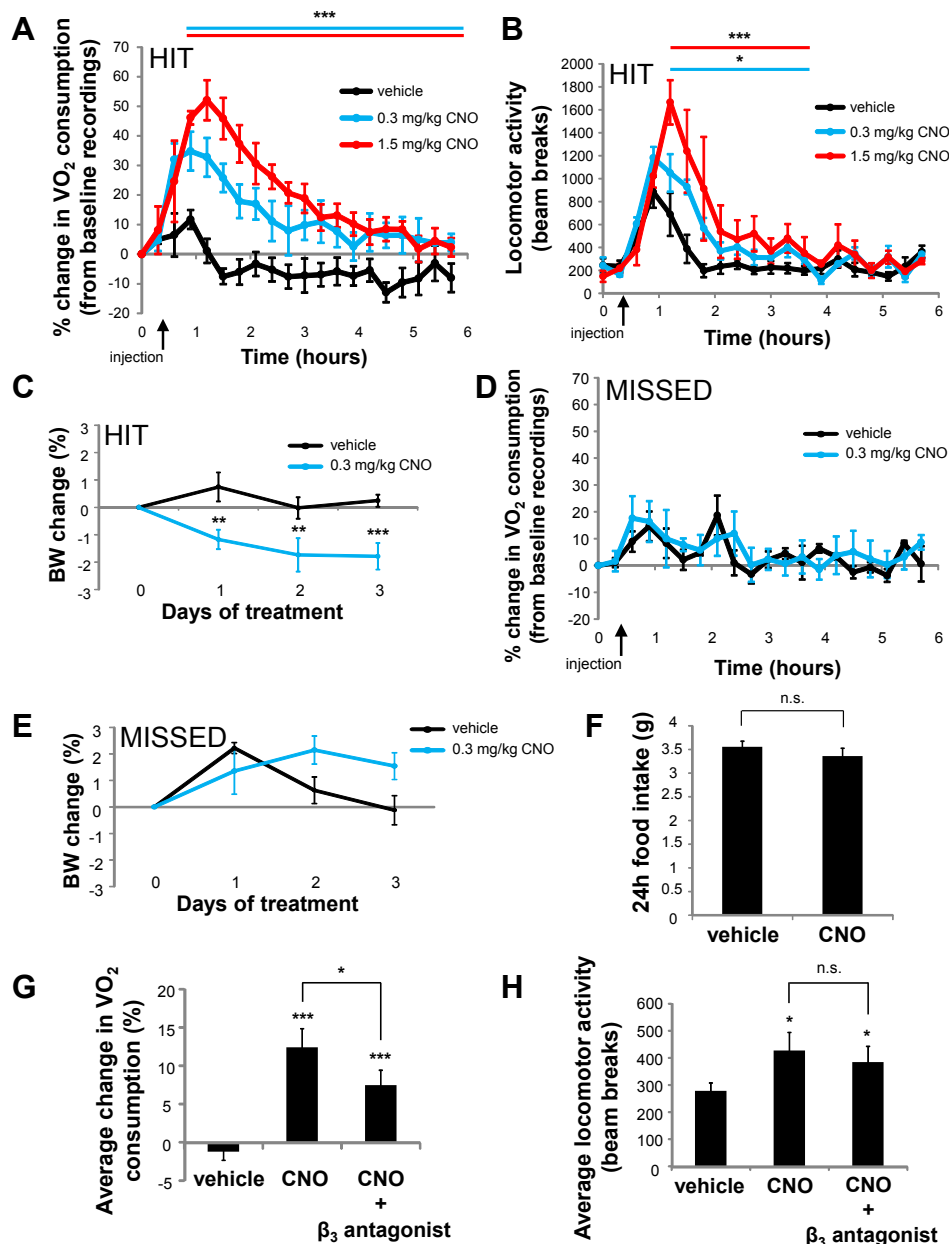 A
HIT
***
vehicle
0.3 mg/kg CNO
1.5 mg/kg CNO
% change in VO2 consumption
(from baseline recordings)
60
50
40
30
20
10
0
-10
-20
0 1 2 3 4 5 6
injection
Time (hours)
B
HIT
***
*
vehicle
0.3 mg/kg CNO
1.5 mg/kg CNO
Locomotor activity
(beam breaks)
2000
1800
1600
1400
1200
1000
800
600
400
200
0
0 1 2 3 4 5 6
injection
Time (hours)
C
HIT
vehicle
0.3 mg/kg CNO
BW change (%)
3
2
1
0
-1
-2
-3
** ** ***
0 1 2 3
Days of treatment
D
MISSED
vehicle
0.3 mg/kg CNO
% change in VO2 consumption
(from baseline recordings)
70
60
50
40
30
20
10
0
-10
-20
0 1 2 3 4 5 6
injection
Time (hours)
E
MISSED
vehicle
0.3 mg/kg CNO
BW change (%)
3
2
1
0
-1
-2
-3
0 1 2 3
Days of treatment
F
n.s.
24h food intake (g)
4
3.5
3
2.5
2
1.5
1
0.5
0
vehicle CNO
G
*
*** ***
Average change in VO2
consumption (%)
20
15
10
5
0
-5
vehicle CNO CNO
+
β3 antagonist
H
n.s.
* *
Average locomotor activity
(beam breaks)
600
500
400
300
200
100
0
vehicle CNO CNO
+
β3 antagonist